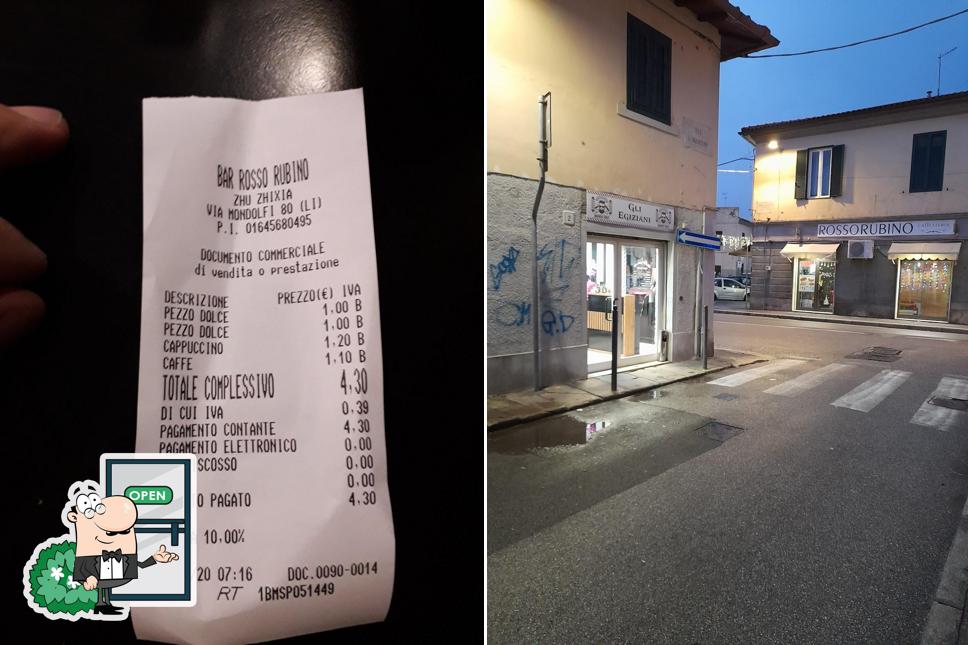 BAR ROSSO RUBINO
ZHU ZHIXIA
VIA MONDOLFI 80 (LI)
P.I. 01645680495
DOCUMENTO COMMERCIALE
di vendita o prestazione
DESCRIZIONE PREZZO(€) IVA
PEZZO DOLCE 1,00 B
PEZZO DOLCE 1,00 B
CAPPUCCINO 1,20 B
CAFFE 1,10 B
TOTALE COMPLESSIVO 4,30
DI CUI IVA 0,39
PAGAMENTO CONTANTE 4,30
PAGAMENTO ELETTRONICO 0,00
SCOSSO 0,00
0,00
O PAGATO 4,30
10,00%
20 07:16 DOC.0090-0014
RT 1BMSP051449
OPEN
GLI
EGIZIANI
ROSSORUBINO